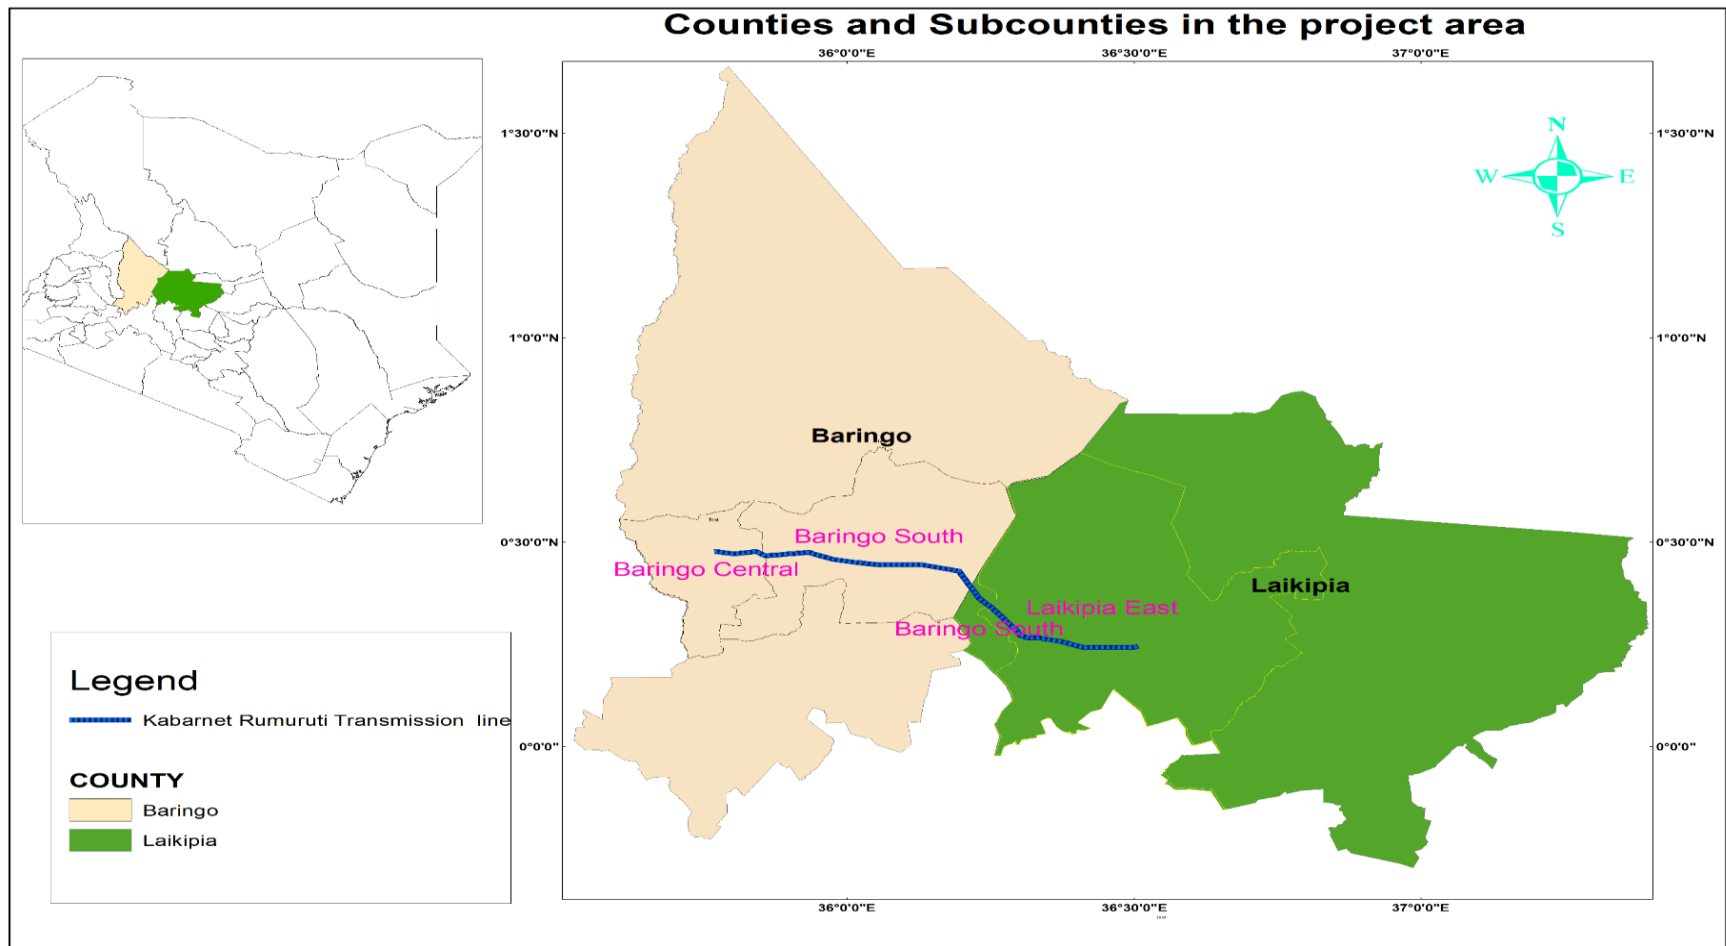 Counties and Subcounties in the project area
36°0'0"E 36°30'0"E 37°0'0"E
N
W E
S
1°30'0"N 1°30'0"N
1°0'0"N 1°0'0"N
Baringo
Baringo South
0°30'0"N 0°30'0"N
Baringo Central
Laikipia
Laikipia East
Baringo South
0°0'0" 0°0'0"
36°0'0"E 36°30'0"E 37°0'0"E
Legend
Kabarnet Rumuruti Transmission line
COUNTY
Baringo
Laikipia